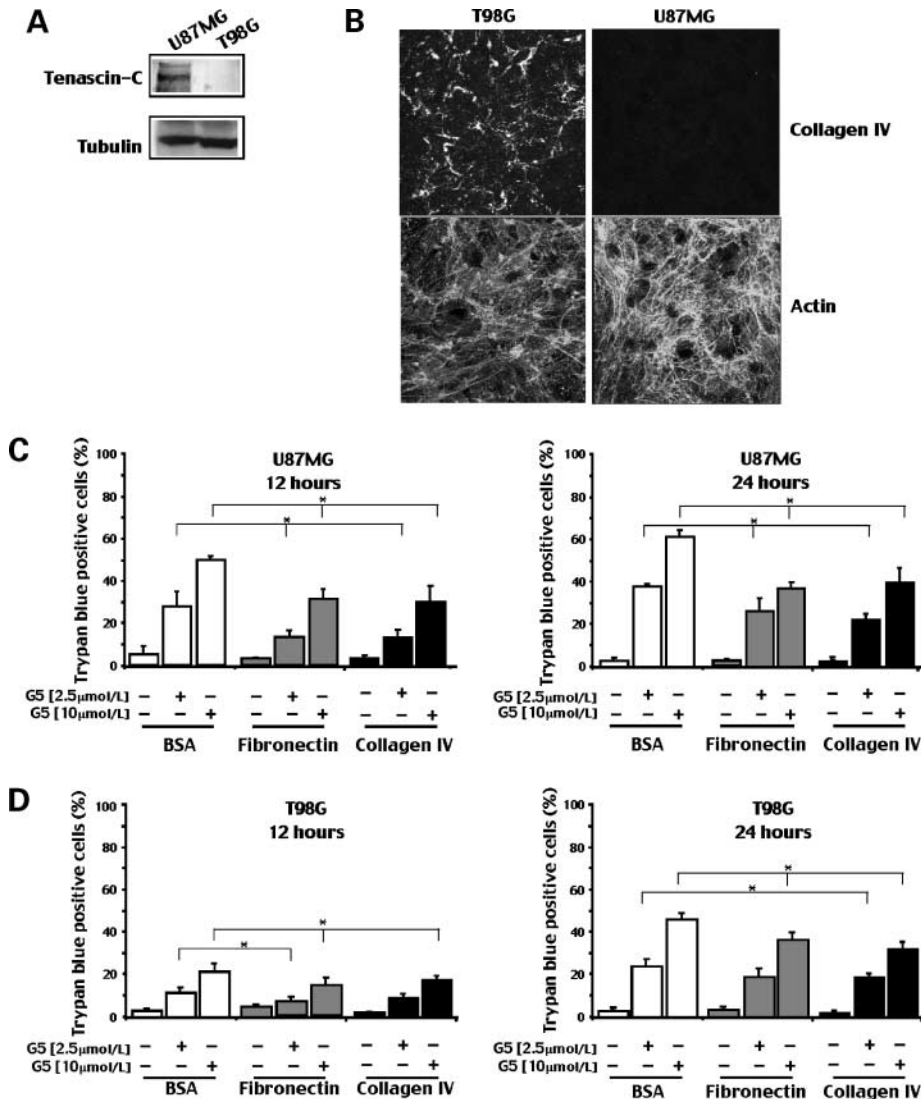 A
U87MG T98G
Tenascin-C
Tubulin
B
T98G U87MG
Collagen IV
Actin
C
Trypan blue positive cells (%)
100
80
60
40
20
0
U87MG
12 hours
*
*
G5 [2.5µmol/L] – + – – + – – + –
G5 [10µmol/L] – – + – – + – – +
BSA Fibronectin Collagen IV
Trypan blue positive cells (%)
100
80
60
40
20
0
U87MG
24 hours
*
*
G5 [2.5µmol/L] – + – – + – – + –
G5 [10µmol/L] – – + – – + – – +
BSA Fibronectin Collagen IV
D
Trypan blue positive cells (%)
100
80
60
40
20
0
T98G
12 hours
*
*
G5 [2.5µmol/L] – + – – + – – + –
G5 [10µmol/L] – – + – – + – – +
BSA Fibronectin Collagen IV
Trypan blue positive cells (%)
100
80
60
40
20
0
T98G
24 hours
*
*
G5 [2.5µmol/L] – + – – + – – + –
G5 [10µmol/L] – – + – – + – – +
BSA Fibronectin Collagen IV